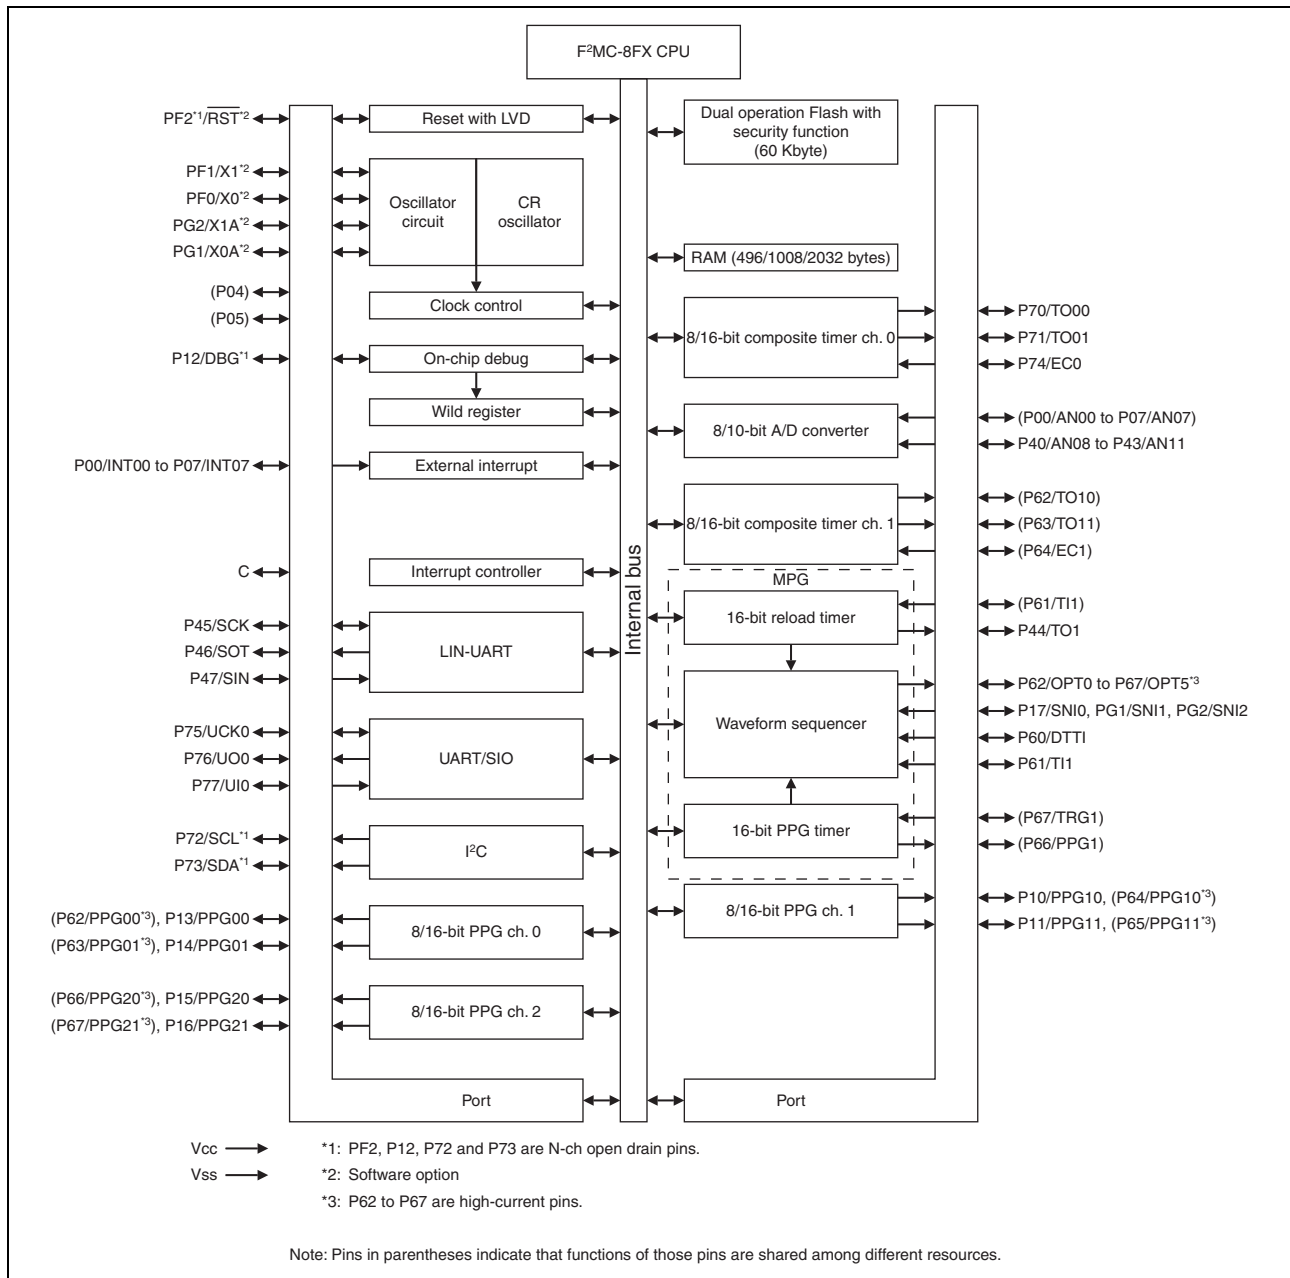 F²MC-8FX CPU
PF2*1/RST*2
Reset with LVD
Dual operation Flash with
security function
(60 Kbyte)
PF1/X1*2
PF0/X0*2
PG2/X1A*2
PG1/X0A*2
Oscillator
circuit
CR
oscillator
RAM (496/1008/2032 bytes)
(P04)
(P05)
Clock control
8/16-bit composite timer ch. 0
P70/TO00
P71/TO01
P74/EC0
P12/DBG*1
On-chip debug
Wild register
8/10-bit A/D converter
(P00/AN00 to P07/AN07)
P40/AN08 to P43/AN11
P00/INT00 to P07/INT07
External interrupt
8/16-bit composite timer ch. 1
(P62/TO10)
(P63/TO11)
(P64/EC1)
C
Interrupt controller
Internal bus
MPG
16-bit reload timer
(P61/TI1)
P44/TO1
P45/SCK
P46/SOT
P47/SIN
LIN-UART
Waveform sequencer
P62/OPT0 to P67/OPT5*3
P17/SNI0, PG1/SNI1, PG2/SNI2
P60/DTTI
P61/TI1
P75/UCK0
P76/UO0
P77/UI0
UART/SIO
16-bit PPG timer
(P67/TRG1)
(P66/PPG1)
P72/SCL*1
P73/SDA*1
I²C
8/16-bit PPG ch. 1
P10/PPG10, (P64/PPG10*3)
P11/PPG11, (P65/PPG11*3)
(P62/PPG00*3), P13/PPG00
(P63/PPG01*3), P14/PPG01
8/16-bit PPG ch. 0
(P66/PPG20*3), P15/PPG20
(P67/PPG21*3), P16/PPG21
8/16-bit PPG ch. 2
Port
Port
Vcc
Vss
*1: PF2, P12, P72 and P73 are N-ch open drain pins.
*2: Software option
*3: P62 to P67 are high-current pins.
Note: Pins in parentheses indicate that functions of those pins are shared among different resources.